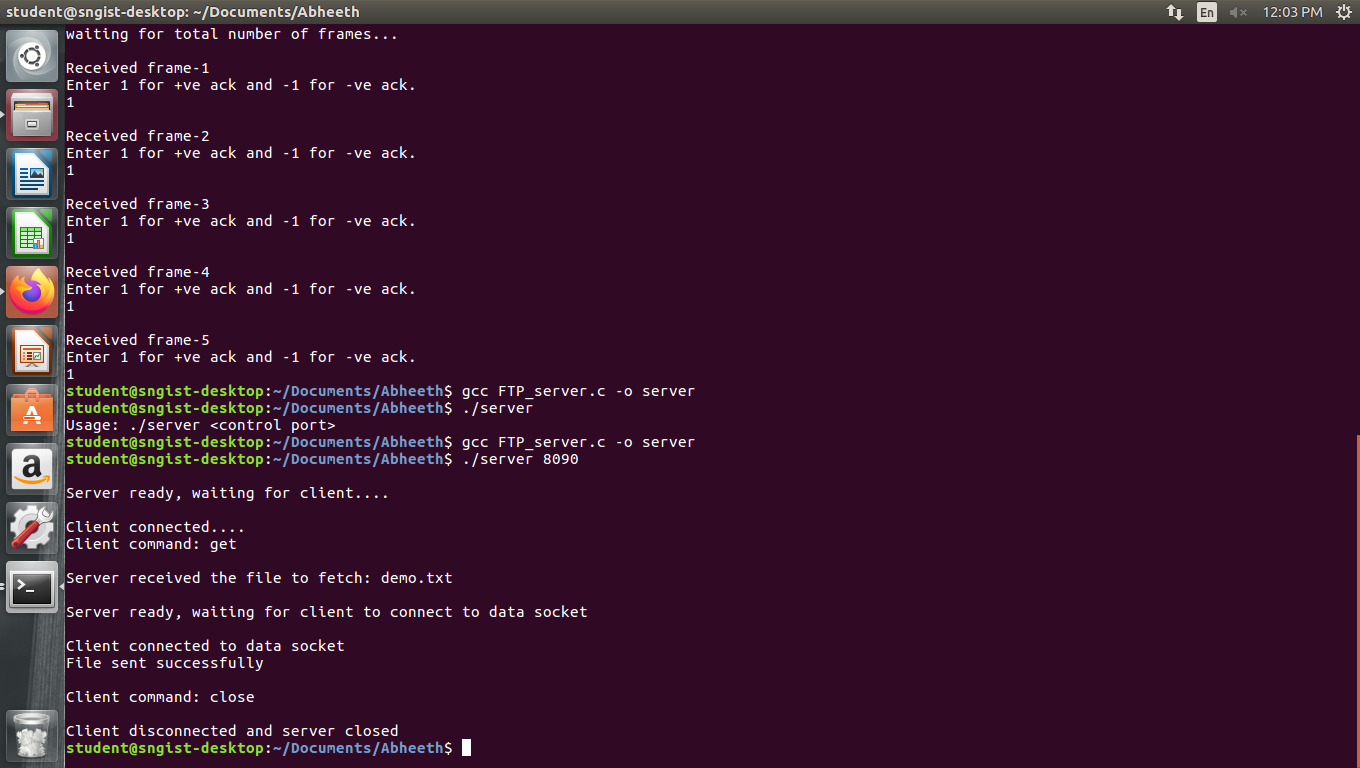 student@sngist-desktop: ~/Documents/Abheeth
En
12:03 PM
waiting for total number of frames...
Received frame-1
Enter 1 for +ve ack and -1 for -ve ack.
1
Received frame-2
Enter 1 for +ve ack and -1 for -ve ack.
1
Received frame-3
Enter 1 for +ve ack and -1 for -ve ack.
1
Received frame-4
Enter 1 for +ve ack and -1 for -ve ack.
1
Received frame-5
Enter 1 for +ve ack and -1 for -ve ack.
1
student@sngist-desktop:~/Documents/Abheeth$ gcc FTP_server.c -o server
student@sngist-desktop:~/Documents/Abheeth$ ./server
Usage: ./server <control port>
student@sngist-desktop:~/Documents/Abheeth$ gcc FTP_server.c -o server
student@sngist-desktop:~/Documents/Abheeth$ ./server 8090
Server ready, waiting for client....
Client connected....
Client command: get
Server received the file to fetch: demo.txt
Server ready, waiting for client to connect to data socket
Client connected to data socket
File sent successfully
Client command: close
Client disconnected and server closed
student@sngist-desktop:~/Documents/Abheeth$